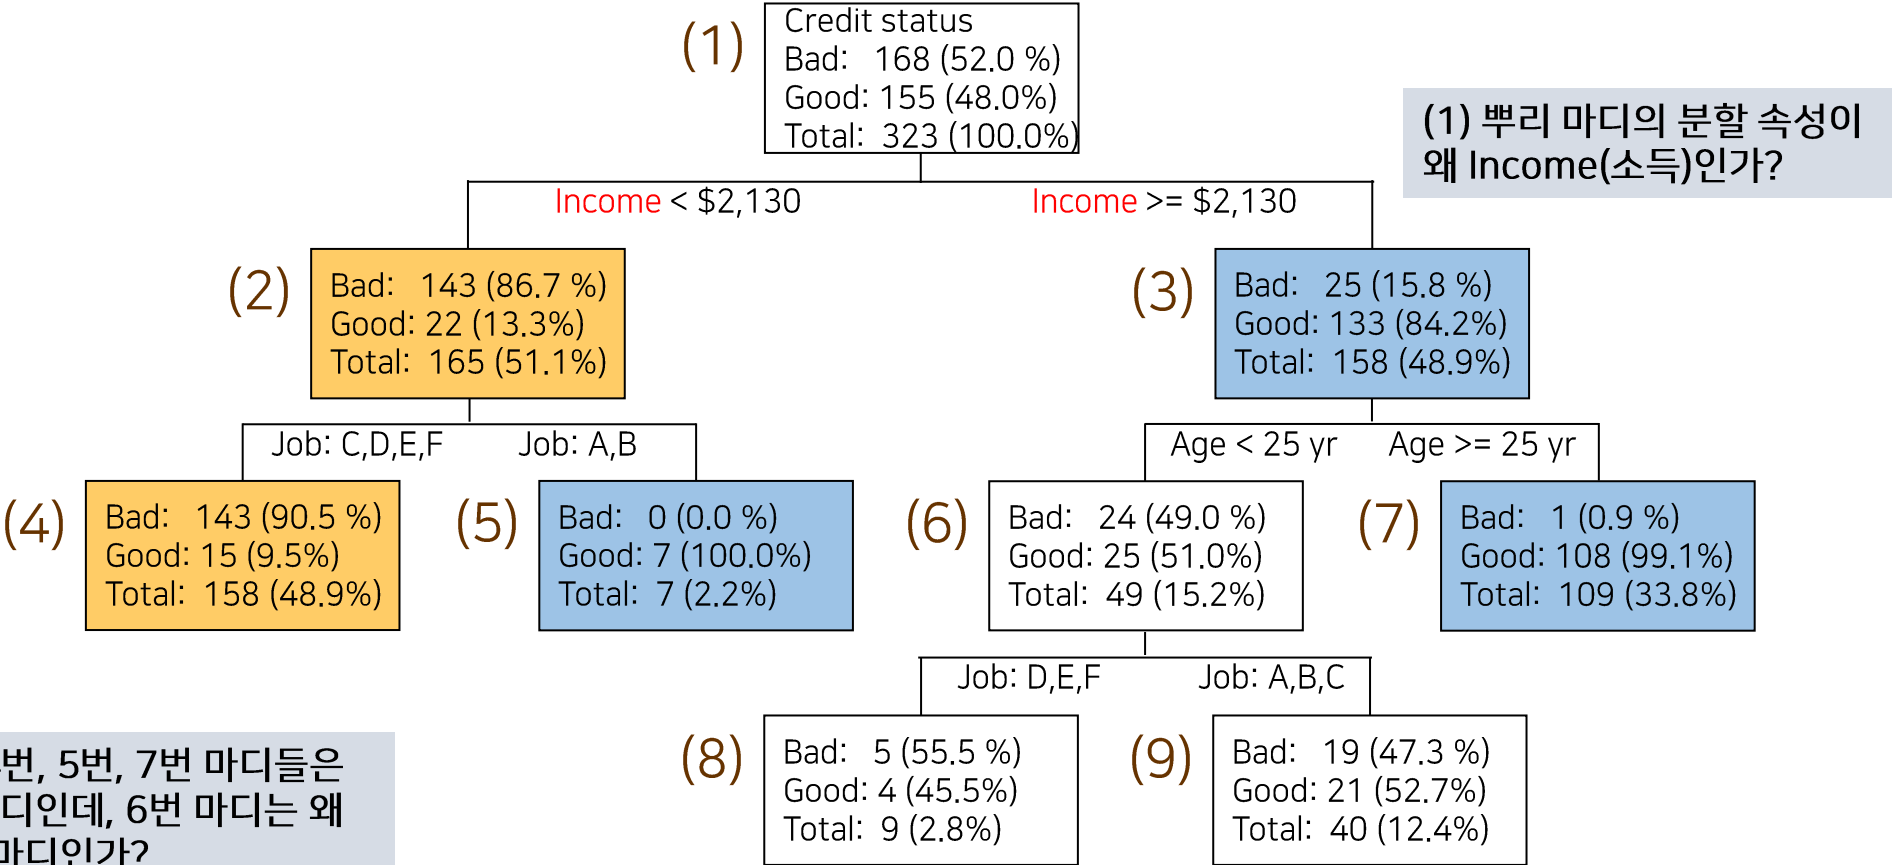 (1)
Credit status
Bad: 168 (52.0 %)
Good: 155 (48.0%)
Total: 323 (100.0%)
(1) 뿌리 마디의 분할 속성이
왜 Income(소득)인가?
Income < $2,130
Income >= $2,130
(2)
Bad: 143 (86.7 %)
Good: 22 (13.3%)
Total: 165 (51.1%)
(3)
Bad: 25 (15.8 %)
Good: 133 (84.2%)
Total: 158 (48.9%)
Job: C,D,E,F
Job: A,B
Age < 25 yr
Age >= 25 yr
(4)
Bad: 143 (90.5 %)
Good: 15 (9.5%)
Total: 158 (48.9%)
(5)
Bad: 0 (0.0 %)
Good: 7 (100.0%)
Total: 7 (2.2%)
(6)
Bad: 24 (49.0 %)
Good: 25 (51.0%)
Total: 49 (15.2%)
(7)
Bad: 1 (0.9 %)
Good: 108 (99.1%)
Total: 109 (33.8%)
Job: D,E,F
Job: A,B,C
(8)
Bad: 5 (55.5 %)
Good: 4 (45.5%)
Total: 9 (2.8%)
(9)
Bad: 19 (47.3 %)
Good: 21 (52.7%)
Total: 40 (12.4%)
번, 5번, 7번 마디들은
디인데, 6번 마디는 왜
마디인가?